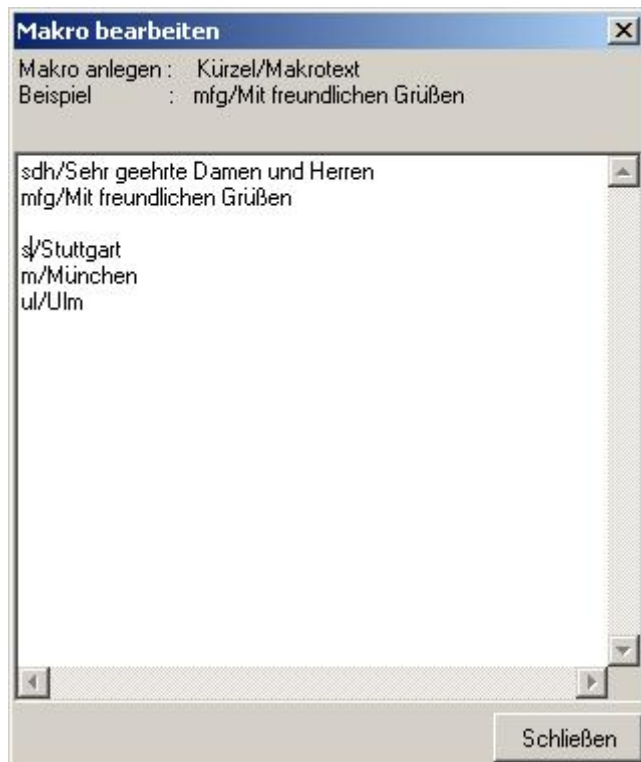 Makro bearbeiten
Makro anlegen : Kürzel/Makrotext
Beispiel : mfg/Mit freundlichen Grüßen
sdh/Sehr geehrte Damen und Herren
mfg/Mit freundlichen Grüßen
s/Stuttgart
m/München
ul/Ulm
Schließen